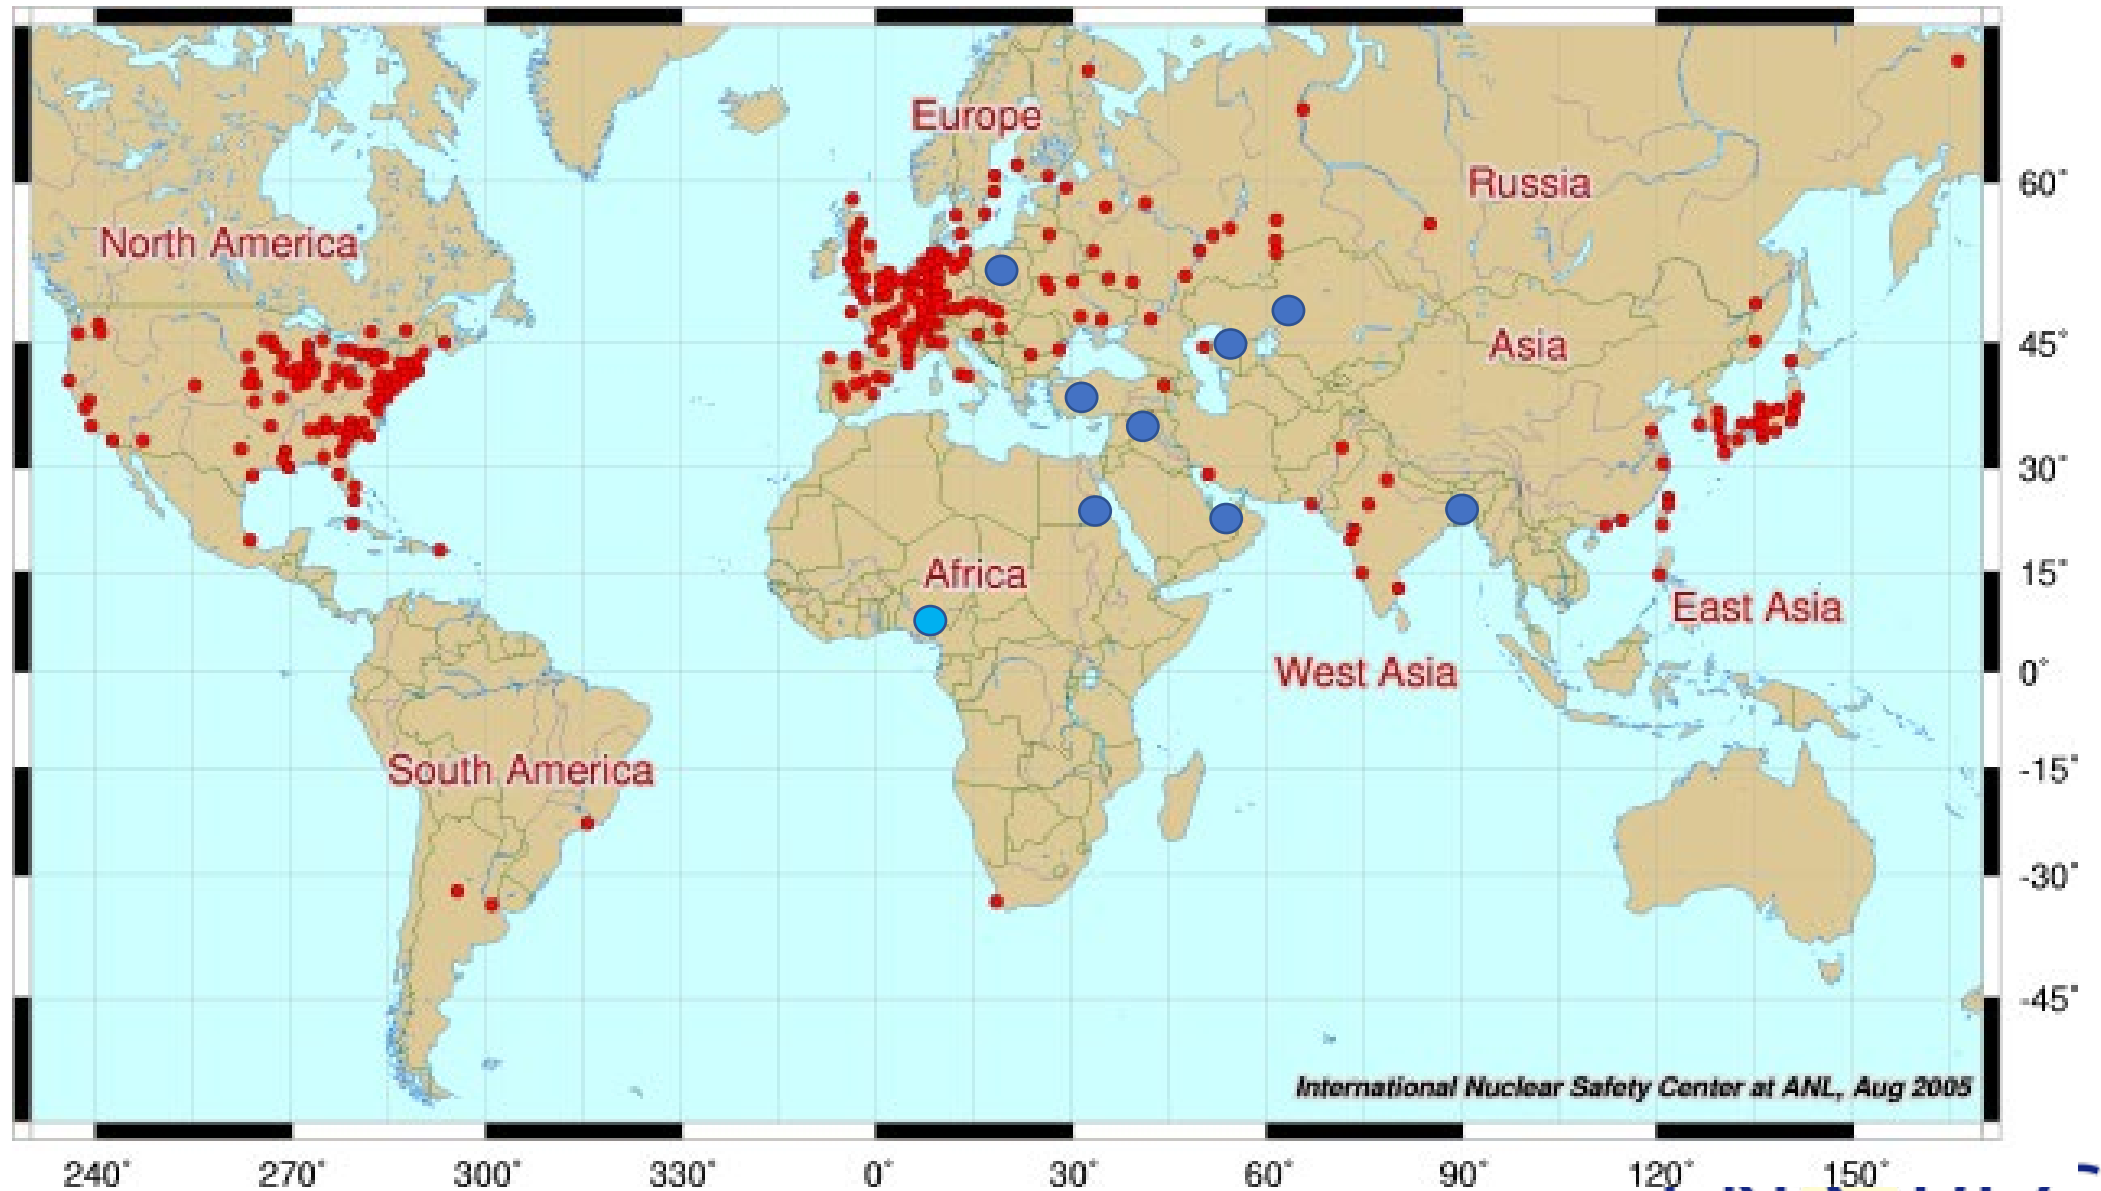 Europe
60°
Russia
North America
45°
Asia
30°
Africa
15°
East Asia
West Asia
0°
South America
-15°
-30°
-45°
International Nuclear Safety Center at ANL, Aug 2005
240° 270° 300° 330° 0° 30° 60° 90° 120° 150°